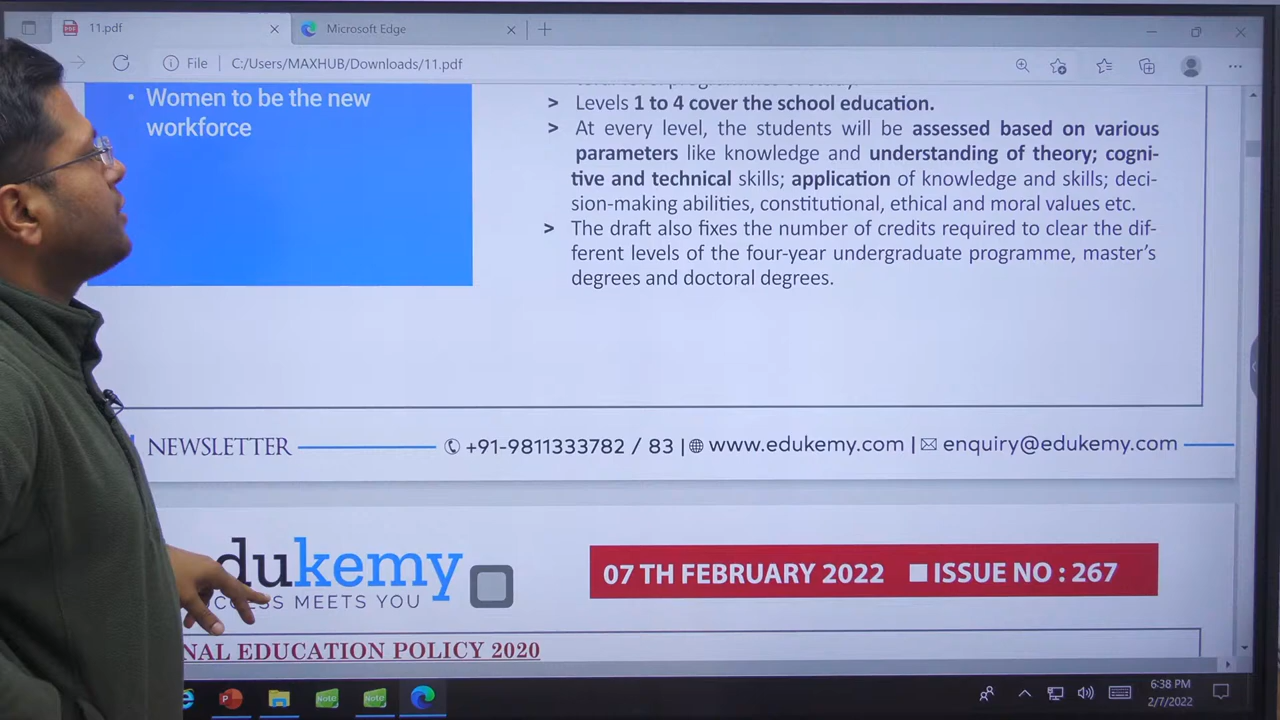 11.pdf
Microsoft Edge
File
C:/Users/MAXHUB/Downloads/11.pdf
• Women to be the new
workforce
> Levels 1 to 4 cover the school education.
> At every level, the students will be assessed based on various
parameters like knowledge and understanding of theory; cogni-
tive and technical skills; application of knowledge and skills; deci-
sion-making abilities, constitutional, ethical and moral values etc.
> The draft also fixes the number of credits required to clear the dif-
ferent levels of the four-year undergraduate programme, master's
degrees and doctoral degrees.
NEWSLETTER
+91-9811333782 / 83 | www.edukemy.com | enquiry@edukemy.com
dukemy
MEETS YOU
07 TH FEBRUARY 2022 ■ ISSUE NO : 267
NAL EDUCATION POLICY 2020
Note
Note
6:38 PM
2/7/2022